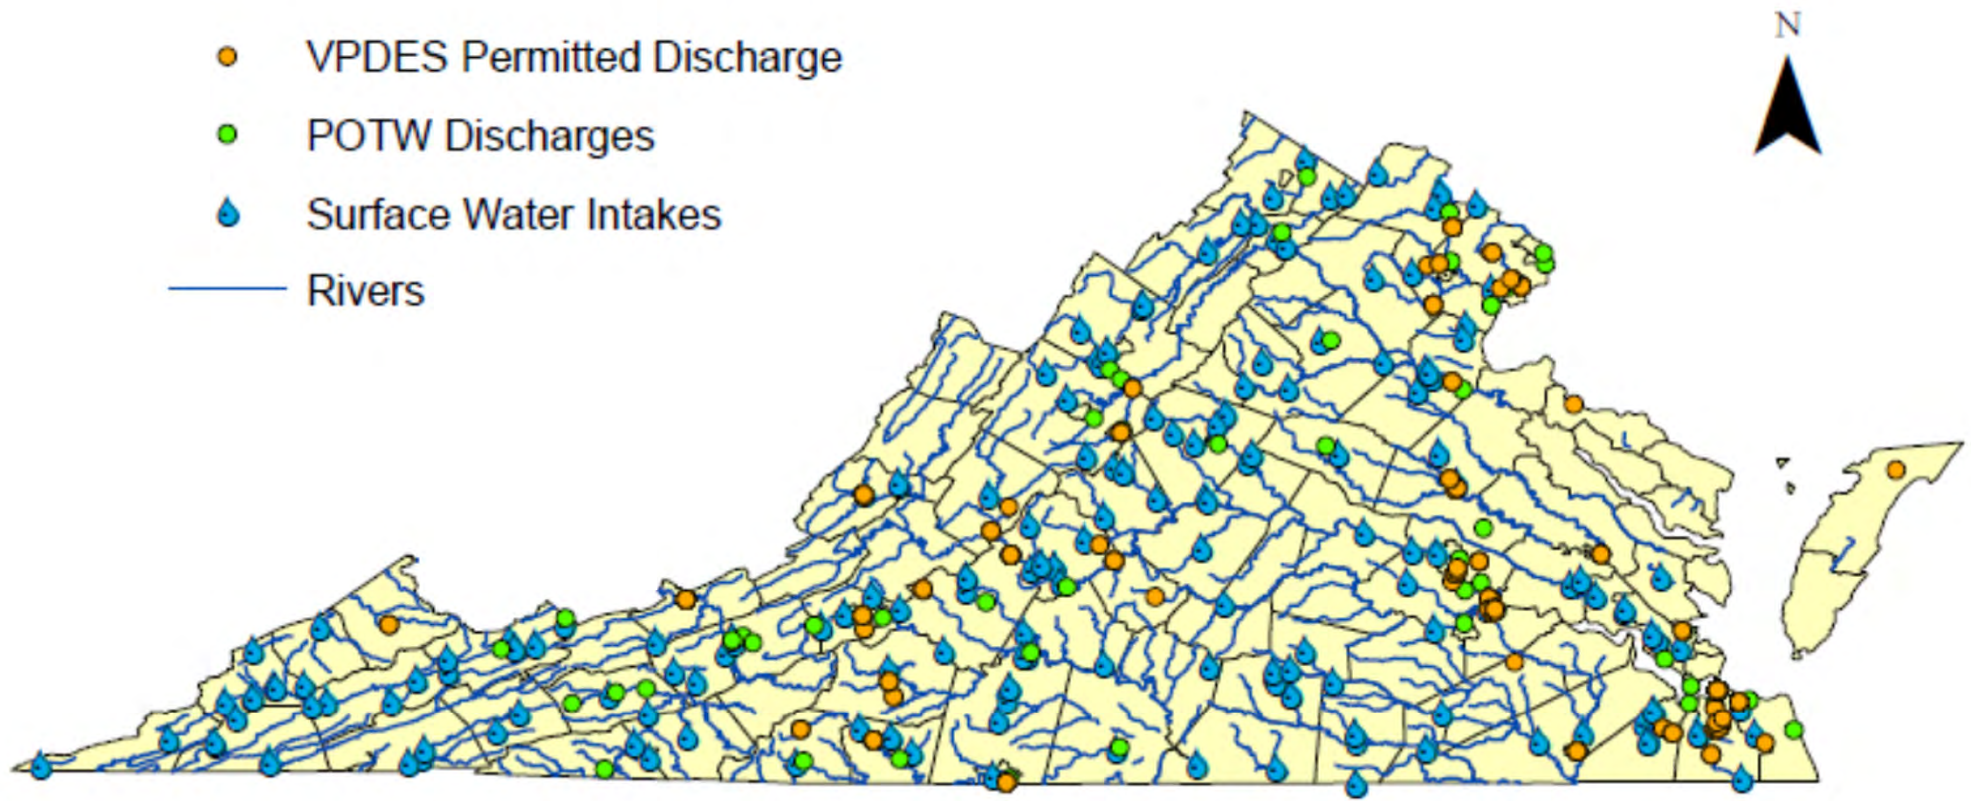 N
VPDES Permitted Discharge
POTW Discharges
Surface Water Intakes
Rivers